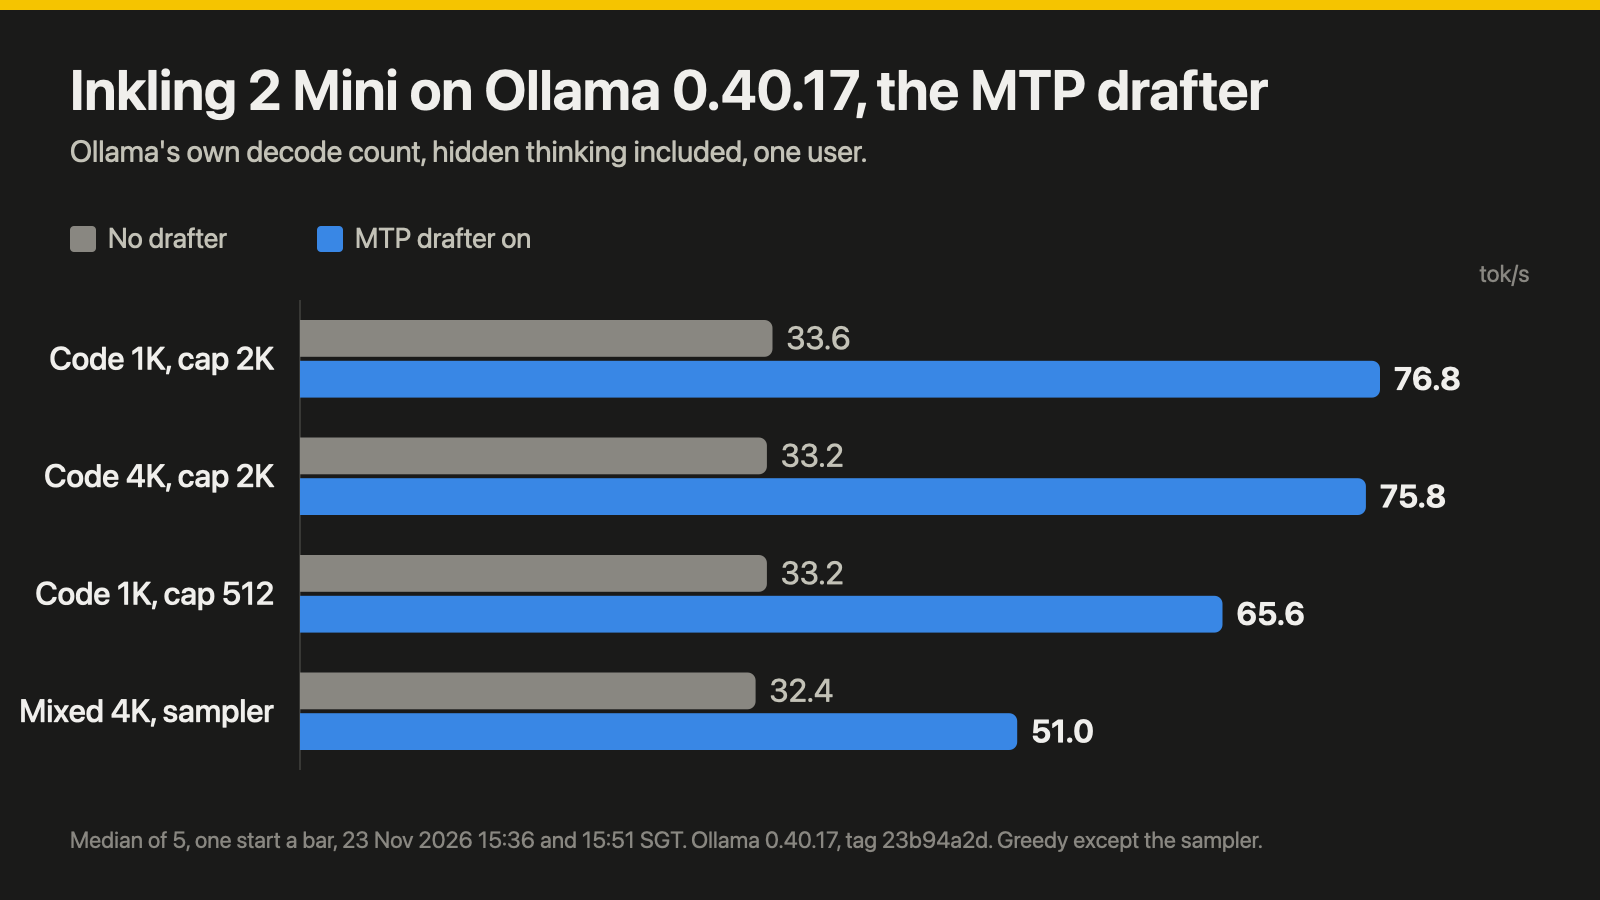 Inkling 2 Mini on Ollama 0.40.17, the MTP drafter
Ollama's own decode count, hidden thinking included, one user.
No drafter
MTP drafter on
tok/s
Code 1K, cap 2K
33.6
76.8
Code 4K, cap 2K
33.2
75.8
Code 1K, cap 512
33.2
65.6
Mixed 4K, sampler
32.4
51.0
Median of 5, one start a bar, 23 Nov 2026 15:36 and 15:51 SGT. Ollama 0.40.17, tag 23b94a2d. Greedy except the sampler.